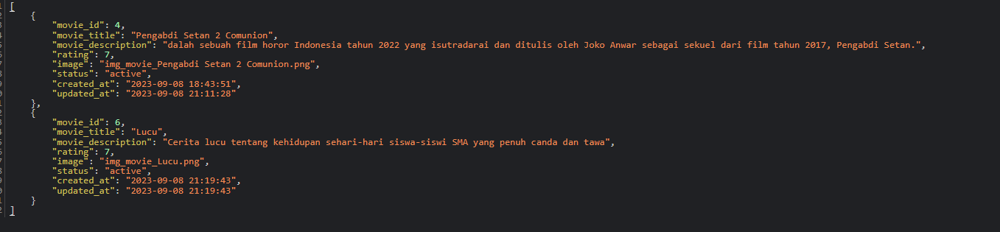 [
    {
        "movie_id": 4,
        "movie_title": "Pengabdi Setan 2 Comunion",
        "movie_description": "dalah sebuah film horor Indonesia tahun 2022 yang isutradarai dan ditulis oleh Joko Anwar sebagai sekuel dari film tahun 2017, Pengabdi Setan.",
        "rating": 7,
        "image": "img_movie_Pengabdi Setan 2 Comunion.png",
        "status": "active",
        "created_at": "2023-09-08 18:43:51",
        "updated_at": "2023-09-08 21:11:28"
    },
    {
        "movie_id": 6,
        "movie_title": "Lucu",
        "movie_description": "Cerita lucu tentang kehidupan sehari-hari siswa-siswi SMA yang penuh canda dan tawa",
        "rating": 7,
        "image": "img_movie_Lucu.png",
        "status": "active",
        "created_at": "2023-09-08 21:19:43",
        "updated_at": "2023-09-08 21:19:43"
    }
]